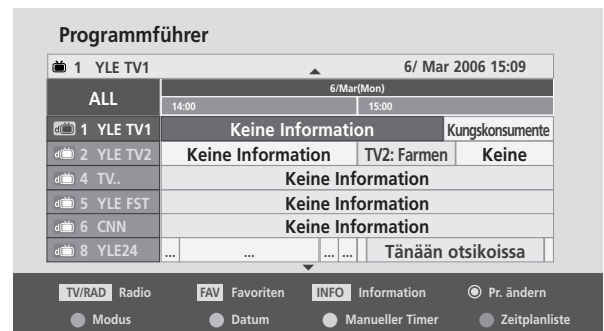 Programmführer
1 YLE TV1 6/ Mar 2006 15:09
ALL 6/Mar(Mon)
14:00 15:00
1 YLE TV1 Keine Information Kungskonsumente
2 YLE TV2 Keine Information TV2: Farmen Keine
4 TV.. Keine Information
5 YLE FST Keine Information
6 CNN Keine Information
8 YLE24 ... ... ... ... Tänään otsikoissa
TV/RAD Radio FAV Favoriten INFO Information Pr. ändern
Modus Datum Manueller Timer Zeitplanliste